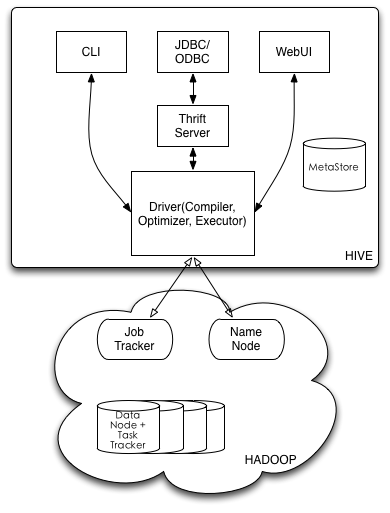 CLI
JDBC/
ODBC
WebUI
Thrift
Server
MetaStore
Driver(Compiler,
Optimizer, Executor)
HIVE
Job
Tracker
Name
Node
Data
Node +
Task
Tracker
HADOOP